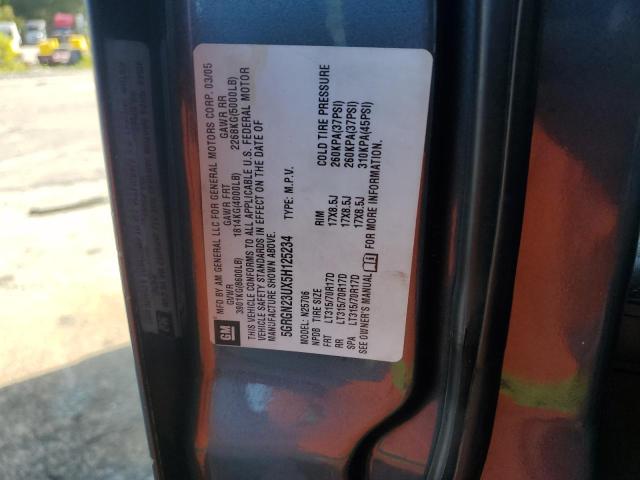 GM
MFD BY AM GENERAL LLC FOR GENERAL MOTORS CORP. 03/05
GVWR GAWR FRT GAWR RR
3901KG(8600LB) 1814KG(4000LB) 2268KG(5000LB)
THIS VEHICLE CONFORMS TO ALL APPLICABLE U.S. FEDERAL MOTOR
VEHICLE SAFETY STANDARDS IN EFFECT ON THE DATE OF
MANUFACTURE SHOWN ABOVE.
5GRGN23UX5H125234 TYPE: M.P.V.
MODEL: N25706
NPDB TIRE SIZE RIM COLD TIRE PRESSURE
FRT LT315/70R17D 17X8.5J 260KPA(37PSI)
RR LT315/70R17D 17X8.5J 260KPA(37PSI)
SPA LT315/70R17D 17X8.5J 310KPA(45PSI)
SEE OWNER'S MANUAL FOR MORE INFORMATION.